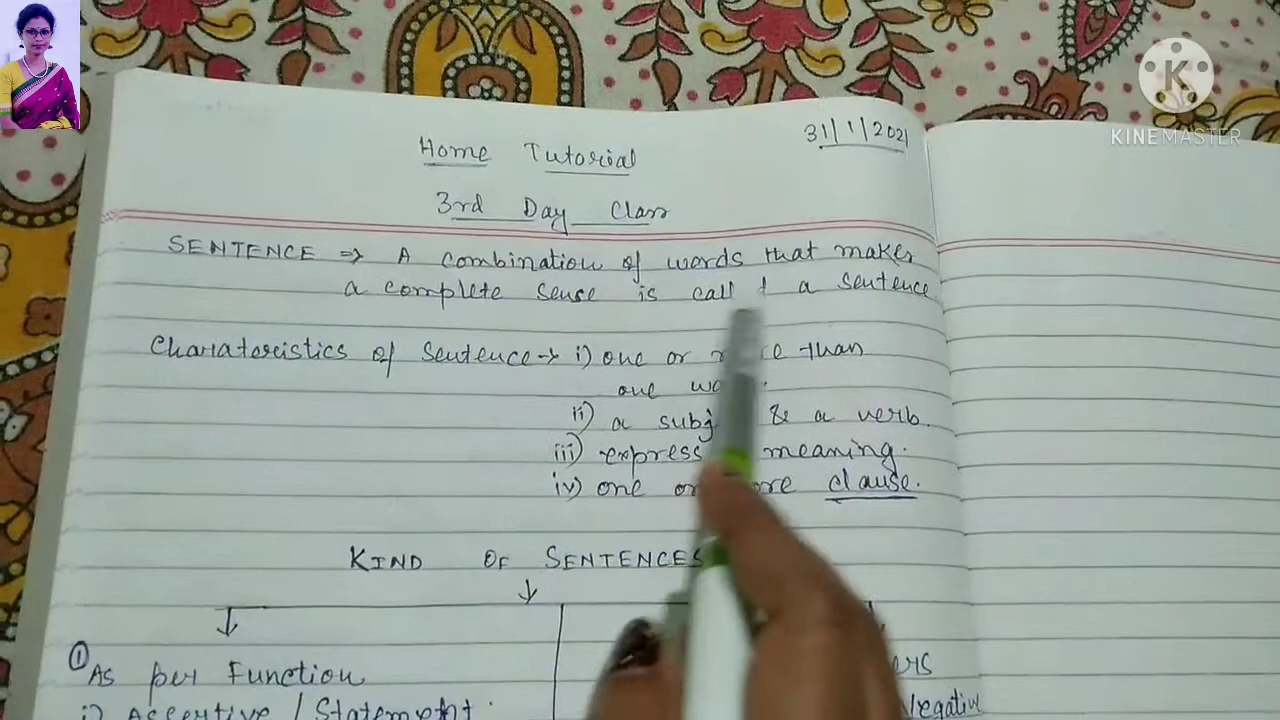 31/1/2021
KINEMASTER
Home Tutorial
3rd Day Class
SENTENCE ⇒ A combination of words that makes
a complete sense is call a sentence
Charatoristics of Sentence → i) one or than
one
ii) a & a verb.
iii) express meaning.
iv) one clause.
KIND OF SENTENCES
① As per Function
i) Assertive / Statement.